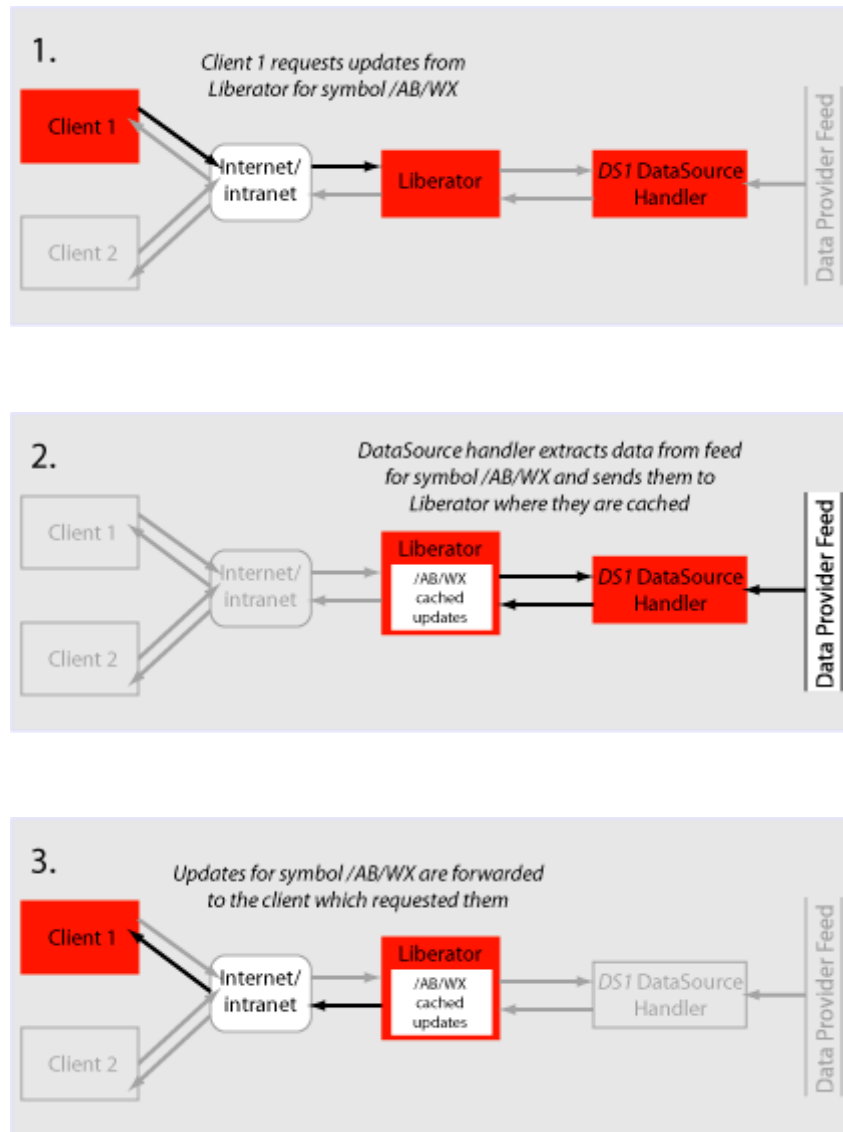 1.
Client 1 requests updates from
Liberator for symbol /AB/WX
Client 1
Internet/
intranet
Liberator
DS1 DataSource
Handler
Client 2
Data Provider Feed
2.
DataSource handler extracts data from feed
for symbol /AB/WX and sends them to
Liberator where they are cached
Client 1
Internet/
intranet
Liberator
/AB/WX
cached
updates
DS1 DataSource
Handler
Client 2
Data Provider Feed
3.
Updates for symbol /AB/WX are forwarded
to the client which requested them
Client 1
Internet/
intranet
Liberator
/AB/WX
cached
updates
DS1 DataSource
Handler
Client 2
Data Provider Feed